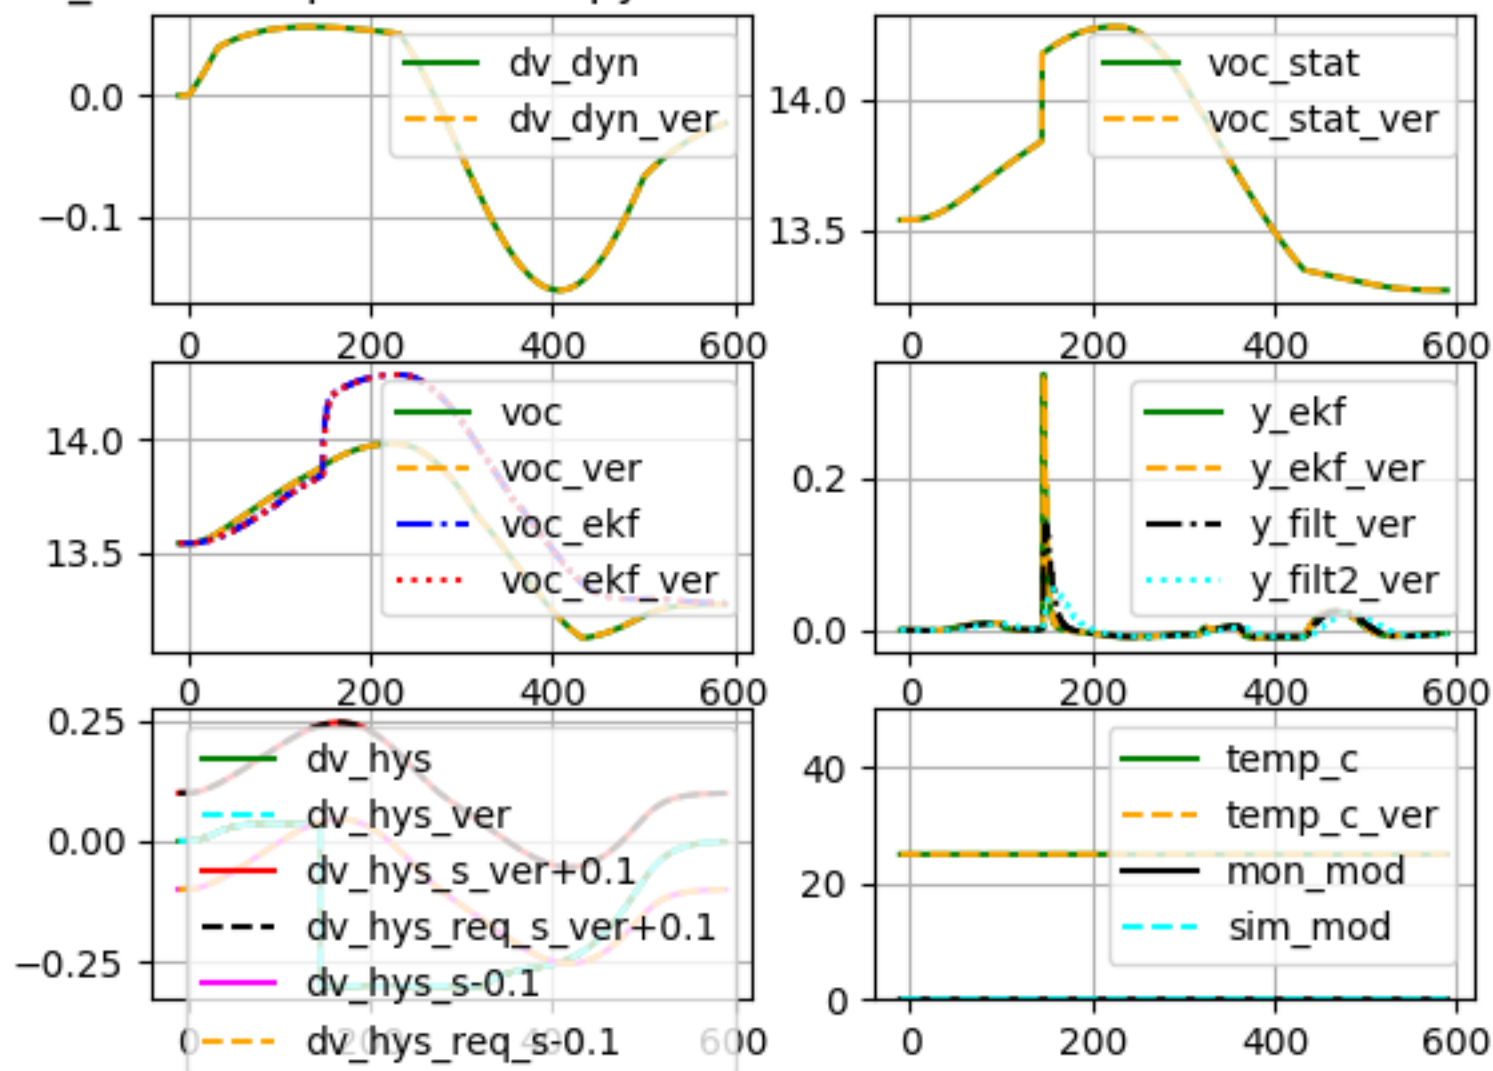 0.0
−0.1
dv_dyn
dv_dyn_ver
0 200 400 600
14.0
13.5
voc_stat
voc_stat_ver
0 200 400 600
14.0
13.5
voc
voc_ver
voc_ekf
voc_ekf_ver
0 200 400 600
0.2
0.0
y_ekf
y_ekf_ver
y_filt_ver
y_filt2_ver
0 200 400 600
0.25
0.00
−0.25
dv_hys
dv_hys_ver
dv_hys_s_ver+0.1
dv_hys_req_s_ver+0.1
dv_hys_s-0.1
dv_hys_req_s-0.1
0 200 400 600
40
20
0
temp_c
temp_c_ver
mon_mod
sim_mod
0 200 400 600